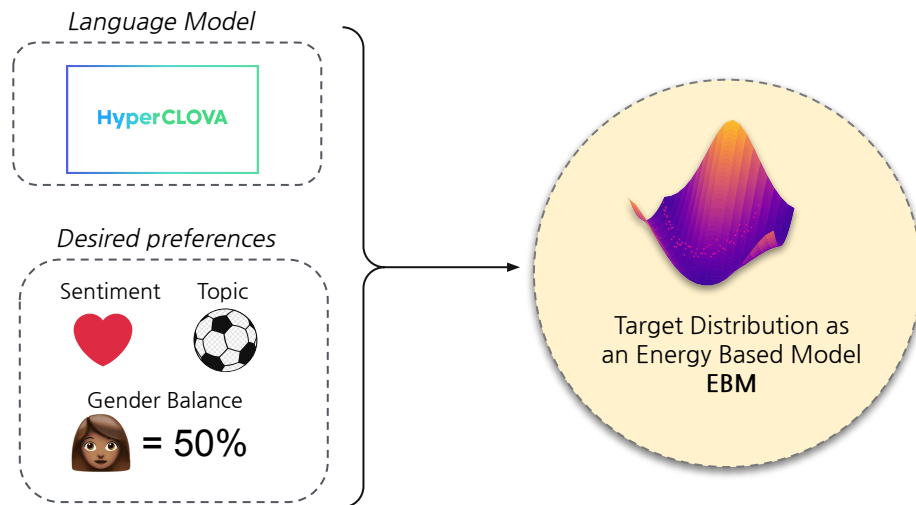 Language Model
HyperCLOVA
Desired preferences
Sentiment
Topic
Gender Balance
= 50%
Target Distribution as
an Energy Based Model
EBM